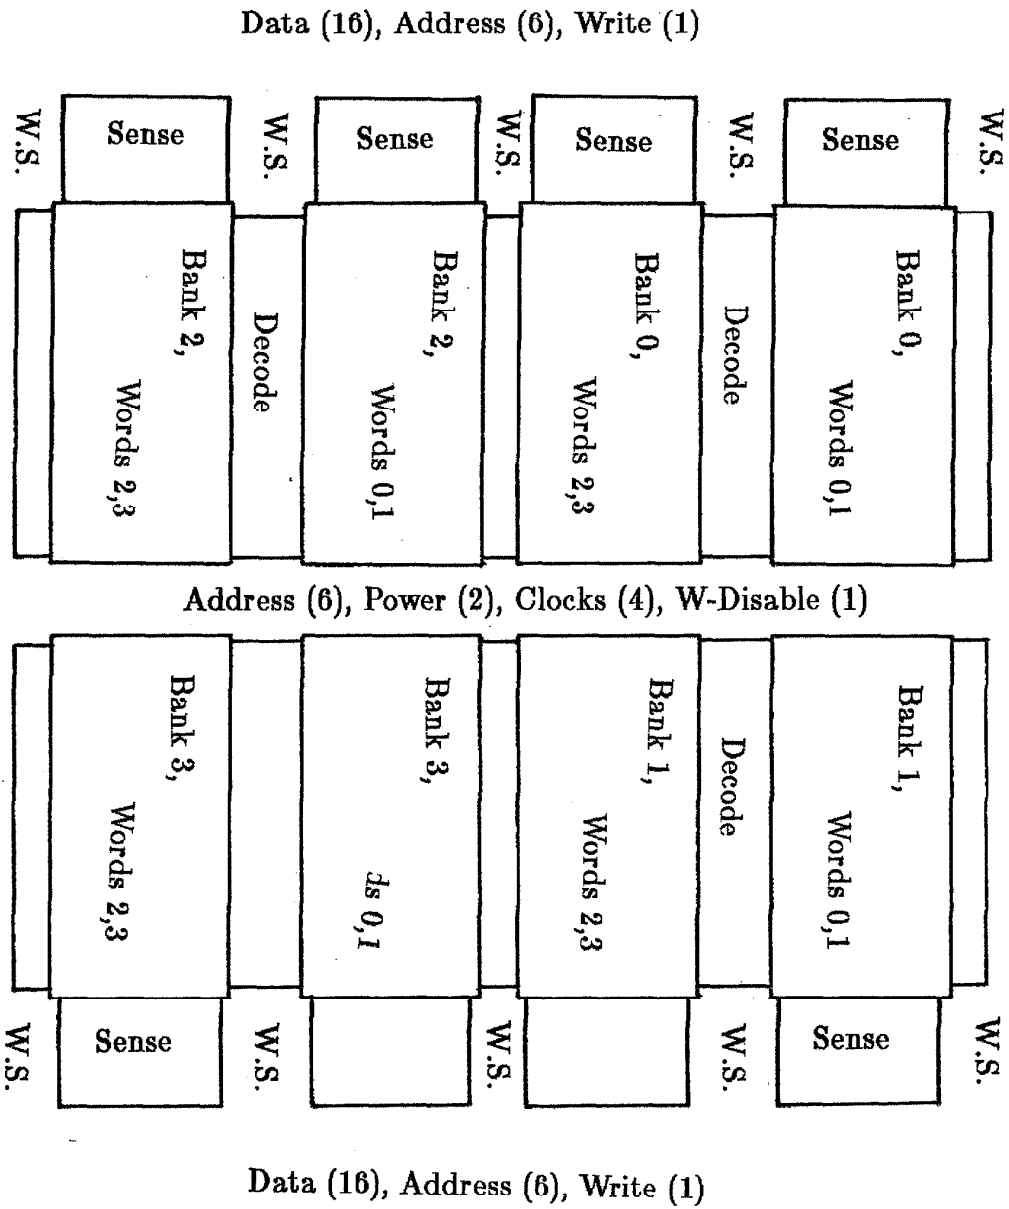 Data (16), Address (6), Write (1)
W.S.
Sense
W.S.
Sense
W.S.
Sense
W.S.
Sense
W.S.
Bank 2,
Words 2,3
Decode
Bank 2,
Words 0,1
Bank 0,
Words 2,3
Decode
Bank 0,
Words 0,1
Address (6), Power (2), Clocks (4), W-Disable (1)
Bank 3,
Words 2,3
Bank 3,
ds 0,1
Bank 1,
Words 2,3
Decode
Bank 1,
Words 0,1
W.S.
Sense
W.S.
W.S.
W.S.
Sense
W.S.
Data (16), Address (6), Write (1)